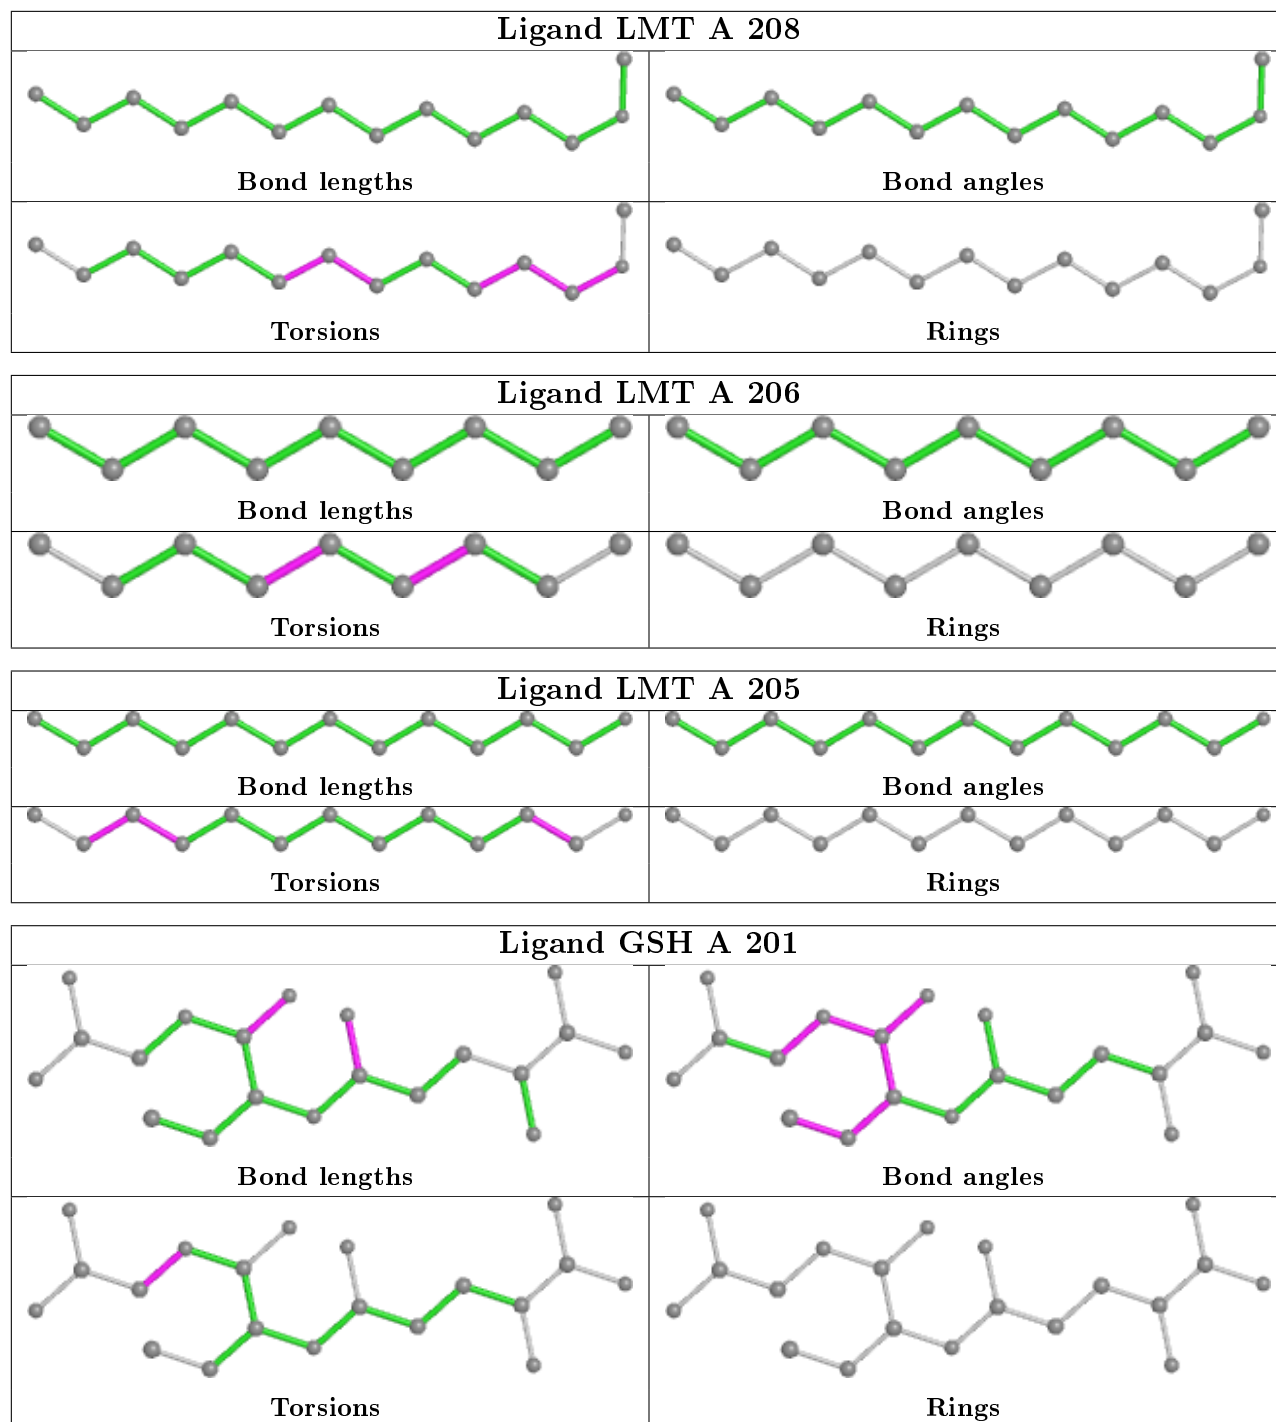 Ligand LMT A 208
Bond lengths
Bond angles
Torsions
Rings
Ligand LMT A 206
Bond lengths
Bond angles
Torsions
Rings
Ligand LMT A 205
Bond lengths
Bond angles
Torsions
Rings
Ligand GSH A 201
Bond lengths
Bond angles
Torsions
Rings